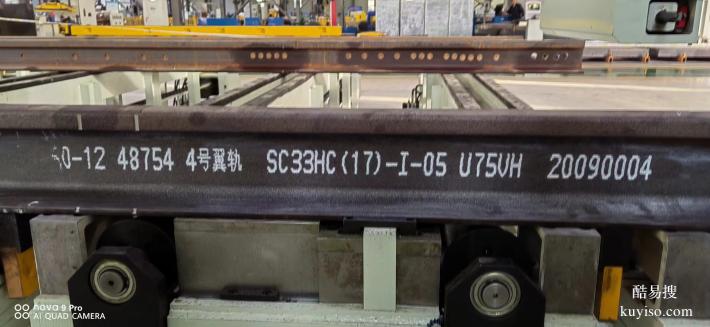 60-12 48754 4号翼轨 SC33HC(17)-I-05 U75VH 20090004
nova 9 Pro
AI QUAD CAMERA
酷易搜
kuyiso.com